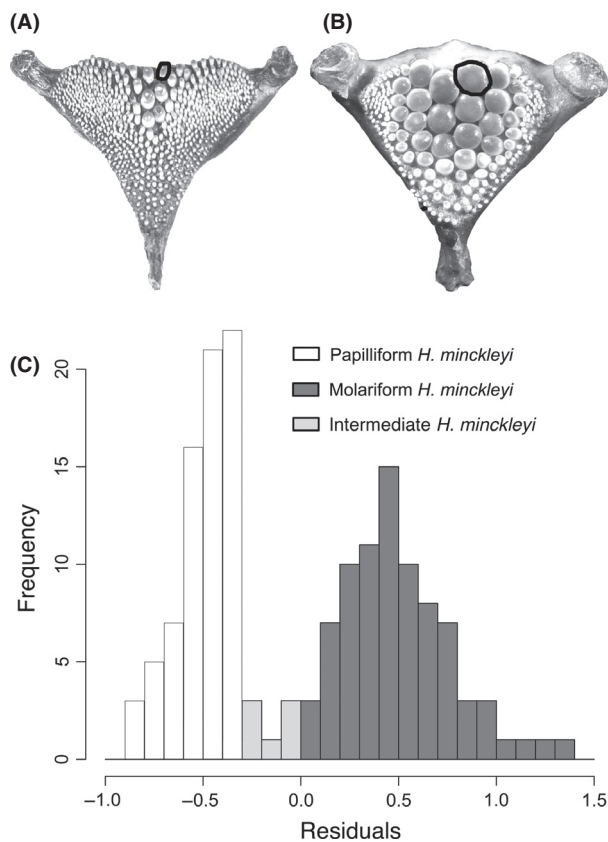 (A)
(B)
(C)
Papilliform H. minckleyi
Molariform H. minckleyi
Intermediate H. minckleyi
Frequency
20
15
10
5
0
−1.0 −0.5 0.0 0.5 1.0 1.5
Residuals